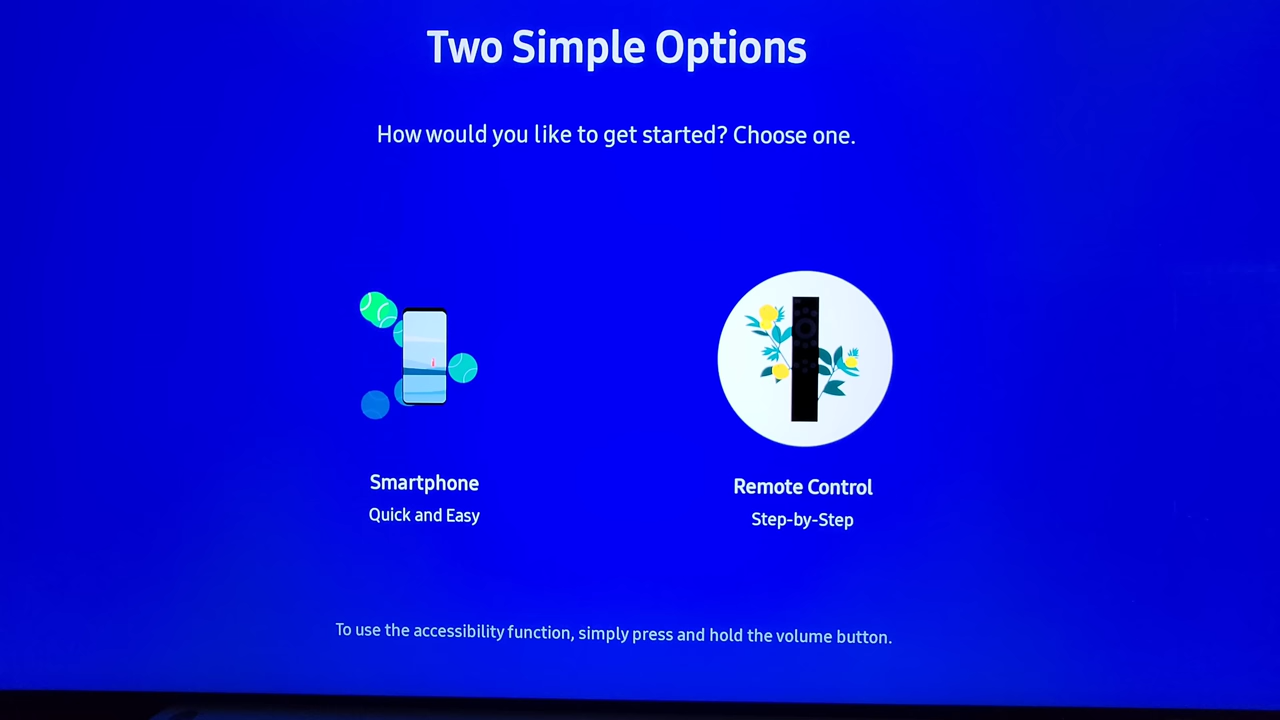 Two Simple Options
How would you like to get started? Choose one.
Smartphone
Quick and Easy
Remote Control
Step-by-Step
To use the accessibility function, simply press and hold the volume button.